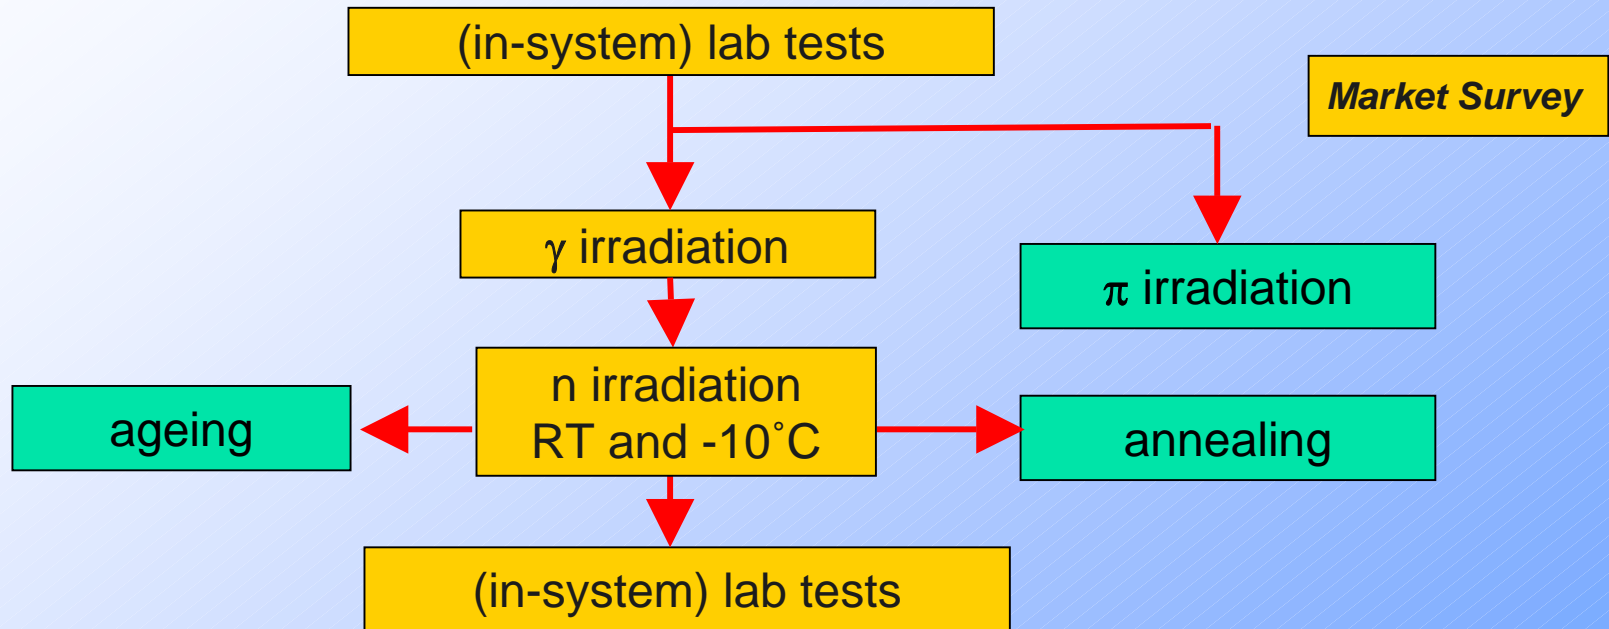 (in-system) lab tests
Market Survey
γ irradiation
π irradiation
n irradiation
RT and -10˚C
ageing
annealing
(in-system) lab tests